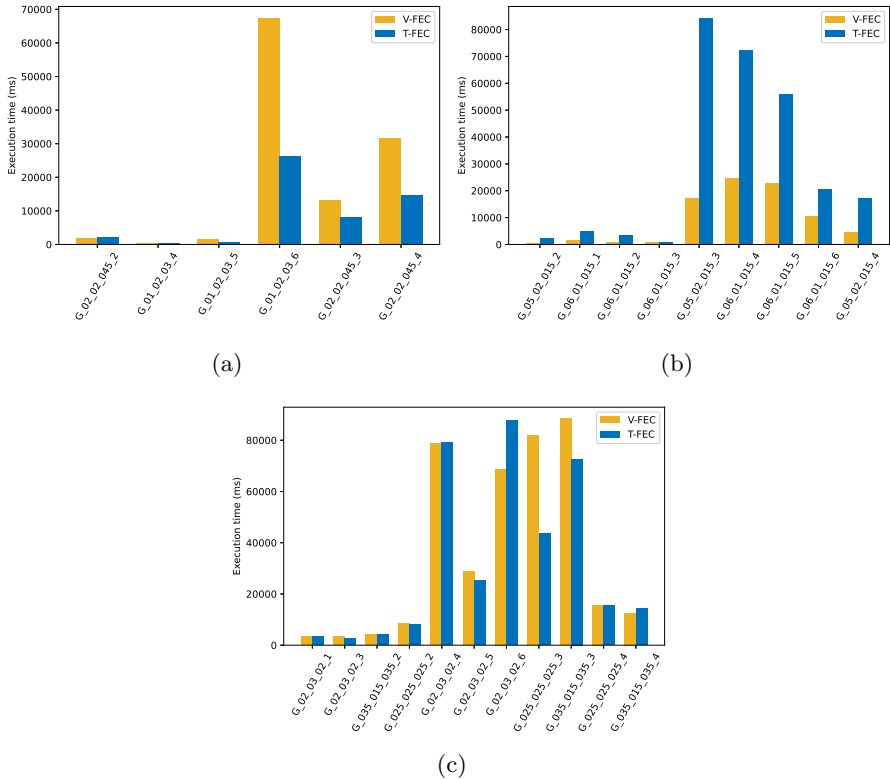 70000
60000
50000
40000
30000
20000
10000
0
Execution time (ms)
V-FEC
T-FEC
G_02_02_045_2
G_01_02_03_4
G_01_02_03_5
G_01_02_03_6
G_02_02_045_3
G_02_02_045_4
(a)
80000
70000
60000
50000
40000
30000
20000
10000
0
Execution time (ms)
V-FEC
T-FEC
G_05_02_015_2
G_06_01_015_1
G_06_01_015_2
G_06_01_015_3
G_05_02_015_3
G_06_01_015_4
G_06_01_015_5
G_06_01_015_6
G_05_02_015_4
(b)
80000
60000
40000
20000
0
Execution time (ms)
V-FEC
T-FEC
G_02_03_02_1
G_02_03_02_3
G_035_015_035_2
G_025_025_025_2
G_02_03_02_4
G_02_03_02_5
G_02_03_02_6
G_025_025_025_3
G_035_015_035_3
G_025_025_025_4
G_035_015_035_4
(c)